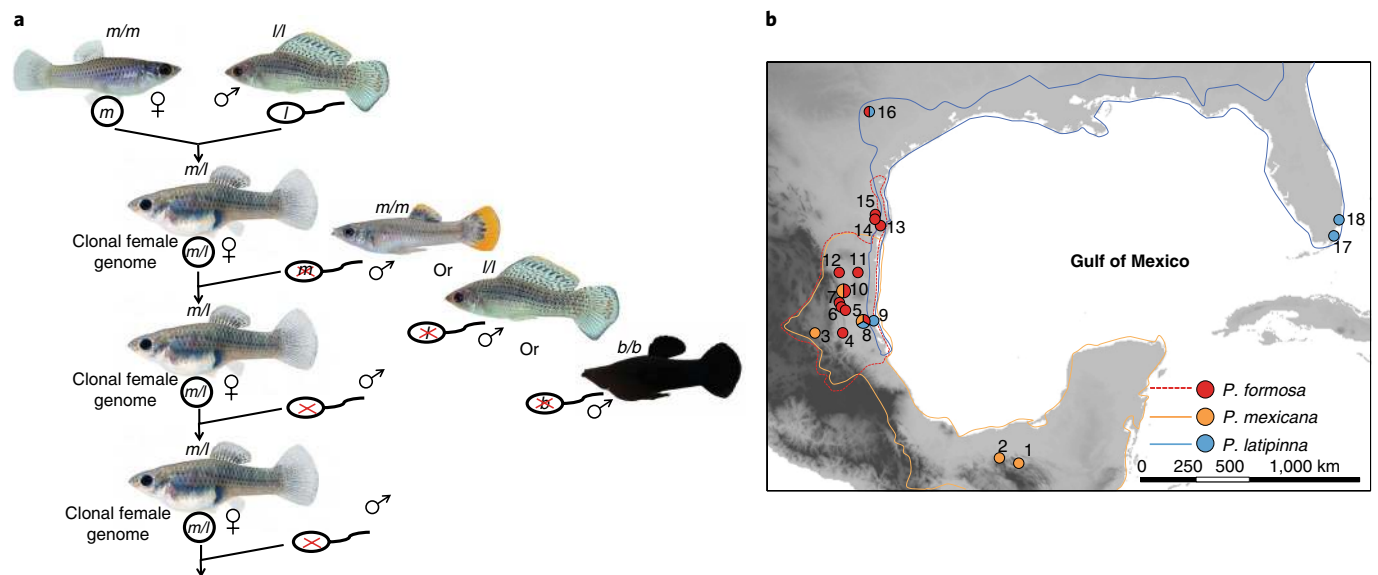 a
m/m
l/l
♀
♂
m
l
m/l
Clonal female
genome
m/l
♀
m/m
m
♂
Or
l/l
l
♂
Or
b/b
b
♂
m/l
Clonal female
genome
m/l
♀
♂
m/l
Clonal female
genome
m/l
♀
♂
b
16
15
14
13
18
17
12
11
10
7
6
5
9
8
3
4
2
1
Gulf of Mexico
P. formosa
P. mexicana
P. latipinna
0 250 500 1,000 km